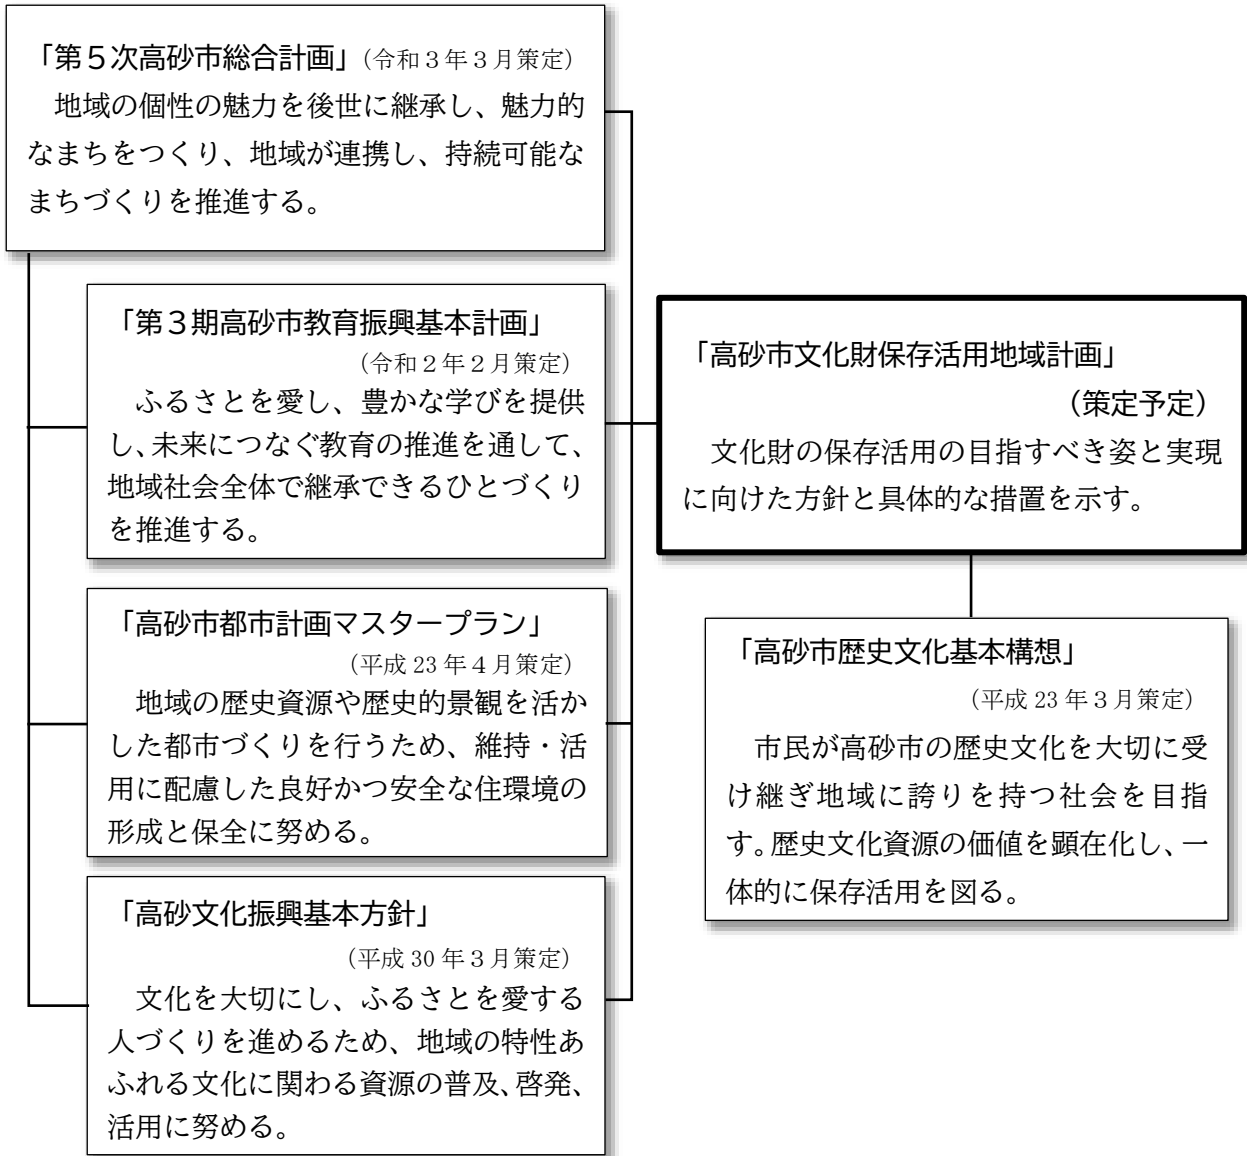 「第５次高砂市総合計画」（令和３年３月策定）
　地域の個性の魅力を後世に継承し、魅力的
なまちをつくり、地域が連携し、持続可能な
まちづくりを推進する。
「第３期高砂市教育振興基本計画」
（令和２年２月策定）
　ふるさとを愛し、豊かな学びを提供
し、未来につなぐ教育の推進を通して、
地域社会全体で継承できるひとづくり
を推進する。
「高砂市都市計画マスタープラン」
（平成 23 年４月策定）
　地域の歴史資源や歴史的景観を活か
した都市づくりを行うため、維持・活
用に配慮した良好かつ安全な住環境の
形成と保全に努める。
「高砂文化振興基本方針」
（平成 30 年３月策定）
　文化を大切にし、ふるさとを愛する
人づくりを進めるため、地域の特性あ
ふれる文化に関わる資源の普及、啓発、
活用に努める。
「高砂市文化財保存活用地域計画」
（策定予定）
　文化財の保存活用の目指すべき姿と実現
に向けた方針と具体的な措置を示す。
「高砂市歴史文化基本構想」
（平成 23 年３月策定）
　市民が高砂市の歴史文化を大切に受
け継ぎ地域に誇りを持つ社会を目指
す。歴史文化資源の価値を顕在化し、一
体的に保存活用を図る。